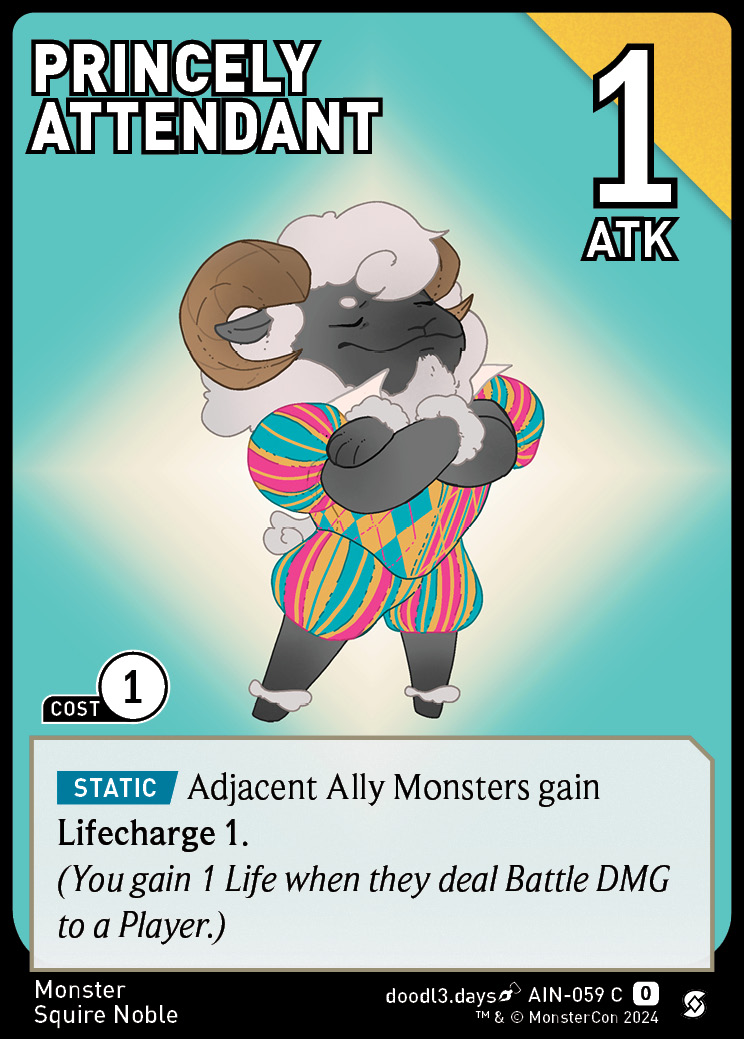 PRINCELY
ATTENDANT
1
ATK
COST 1
STATIC Adjacent Ally Monsters gain
Lifecharge 1.
(You gain 1 Life when they deal Battle DMG
to a Player.)
Monster
Squire Noble
doodl3.days AIN-059 C 0
™ & © MonsterCon 2024